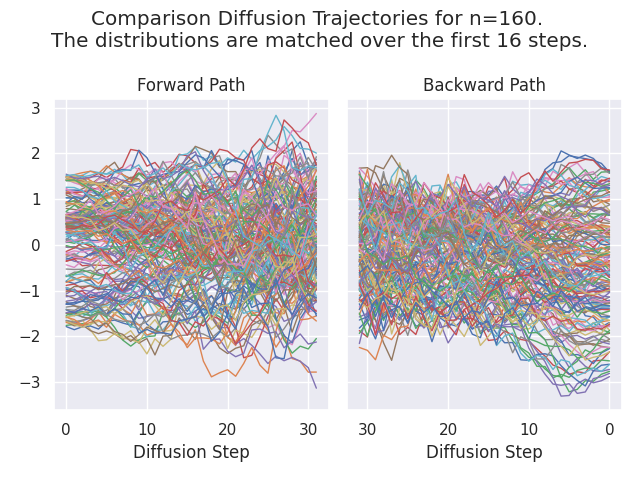 Comparison Diffusion Trajectories for n=160.
The distributions are matched over the first 16 steps.
Forward Path
Backward Path
3
2
1
0
−1
−2
−3
0 10 20 30
30 20 10 0
Diffusion Step
Diffusion Step